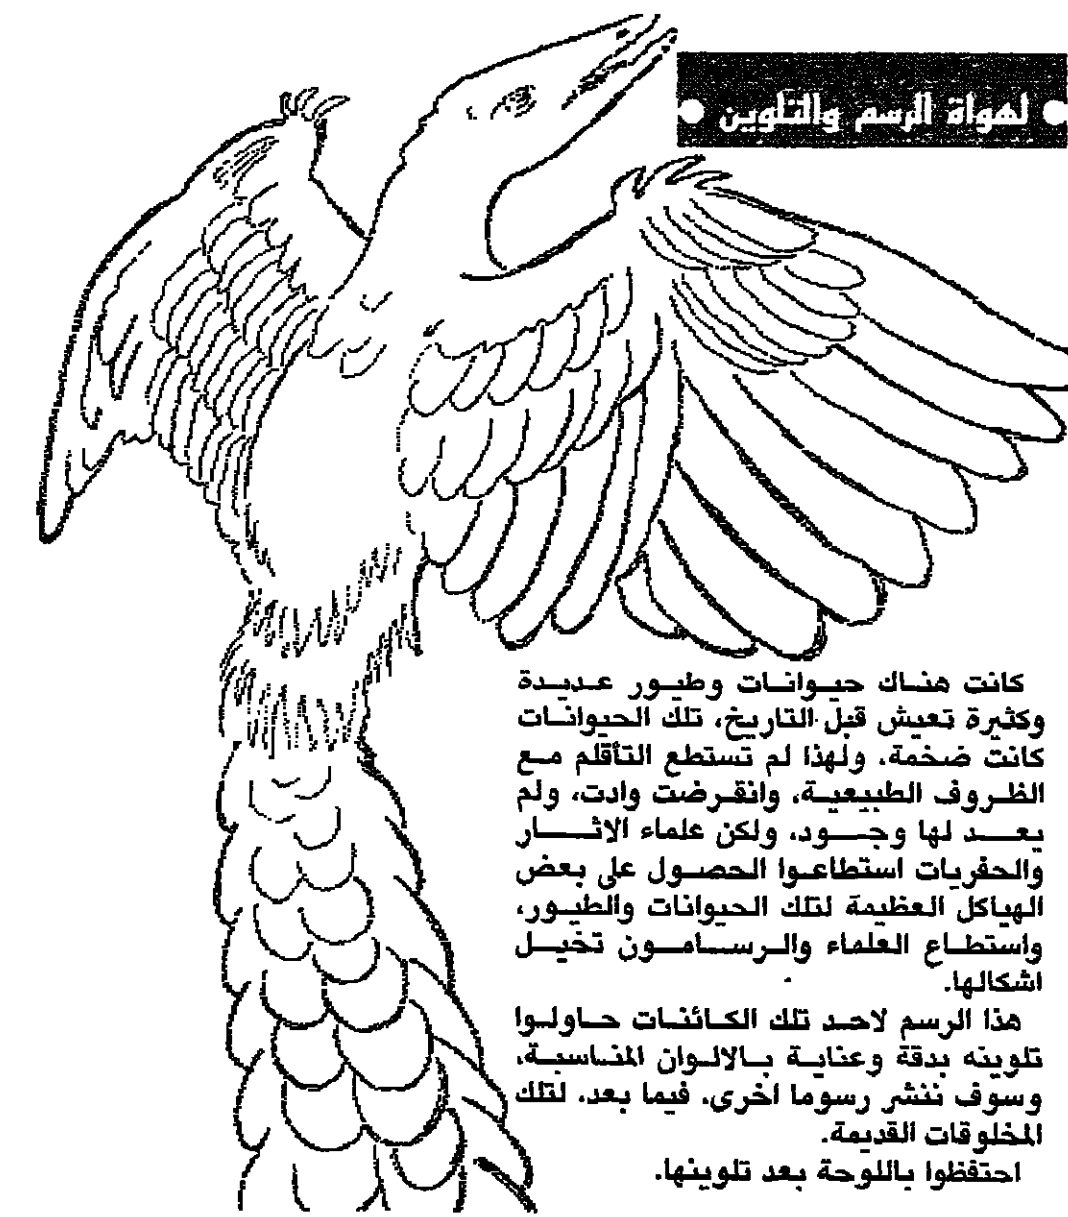 • لهواة الرسم والتلوين •
كانت هناك حيوانات وطيور عديدة
وكثيرة تعيش قبل التاريخ، تلك الحيوانات
كانت ضخمة، ولهذا لم تستطع التأقلم مع
الظروف الطبيعية، وانقرضت وادت، ولم
يعد لها وجود، ولكن علماء الاثار
والحفريات استطاعوا الحصول على بعض
الهياكل العظيمة لتلك الحيوانات والطيور،
واستطاع العلماء والرسامون تخيل
اشكالها.
هذا الرسم لاحد تلك الكائنات حاولوا
تلوينه بدقة وعناية بالالوان المناسبة،
وسوف ننشر رسوما اخرى، فيما بعد، لتلك
المخلوقات القديمة.
احتفظوا باللوحة بعد تلوينها.